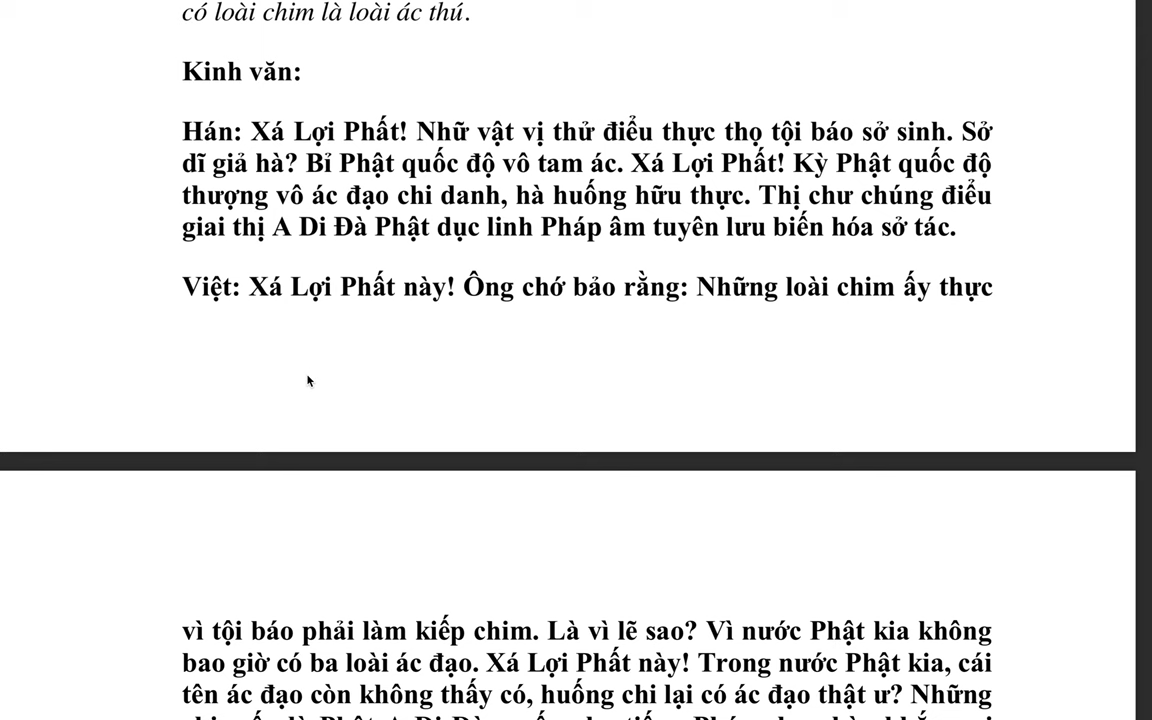 có loài chim là loài ác thú.
Kinh văn:
Hán: Xá Lợi Phất! Nhữ vật vị thử điểu thực thọ tội báo sở sinh. Sở
dĩ giả hà? Bỉ Phật quốc độ vô tam ác. Xá Lợi Phất! Kỳ Phật quốc độ
thượng vô ác đạo chi danh, hà huống hữu thực. Thị chư chúng điểu
giai thị A Di Đà Phật dục linh Pháp âm tuyên lưu biến hóa sở tác.
Việt: Xá Lợi Phất này! Ông chớ bảo rằng: Những loài chim ấy thực
vì tội báo phải làm kiếp chim. Là vì lẽ sao? Vì nước Phật kia không
bao giờ có ba loài ác đạo. Xá Lợi Phất này! Trong nước Phật kia, cái
tên ác đạo còn không thấy có, huống chi lại có ác đạo thật ư? Những